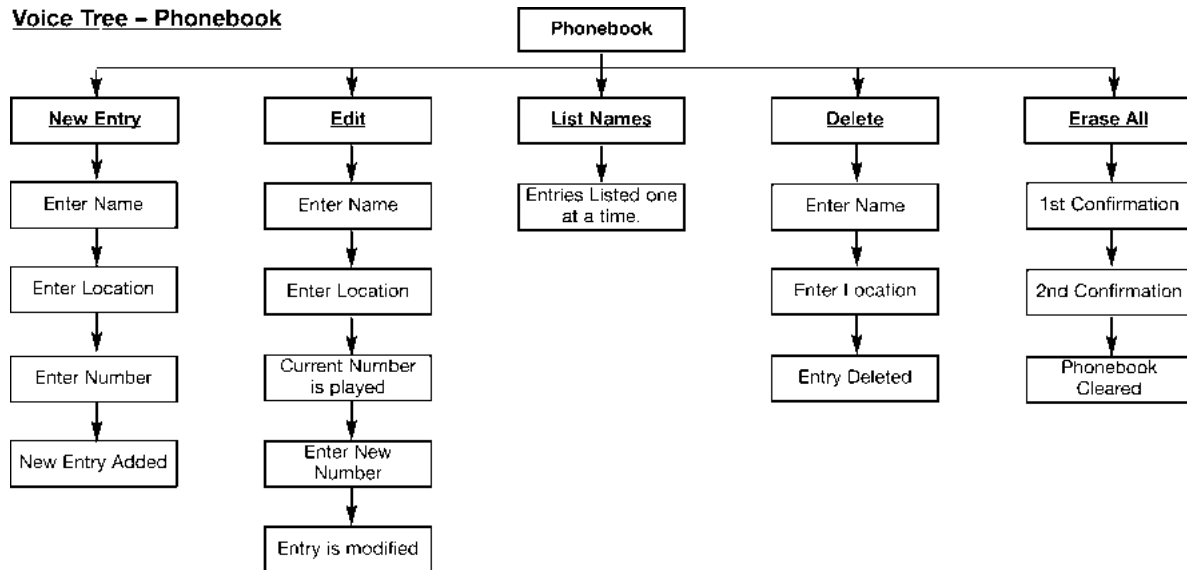 Voice Tree – Phonebook
Phonebook
New Entry
Edit
List Names
Delete
Erase All
Enter Name
Enter Name
Entries Listed one
at a time.
Enter Name
1st Confirmation
Enter Location
Enter Location
Enter Location
2nd Confirmation
Enter Number
Current Number
is played
Entry Deleted
Phonebook
Cleared
New Entry Added
Enter New
Number
Entry is modified